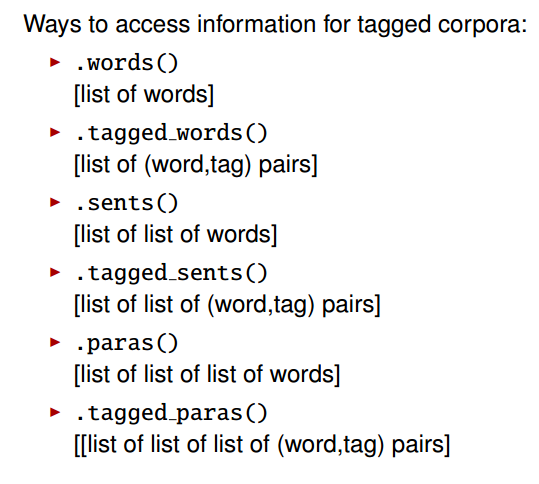 Ways to access information for tagged corpora:
▶ .words()
[list of words]
▶ .tagged_words()
[list of (word,tag) pairs]
▶ .sents()
[list of list of words]
▶ .tagged_sents()
[list of list of (word,tag) pairs]
▶ .paras()
[list of list of list of words]
▶ .tagged_paras()
[[list of list of list of (word,tag) pairs]